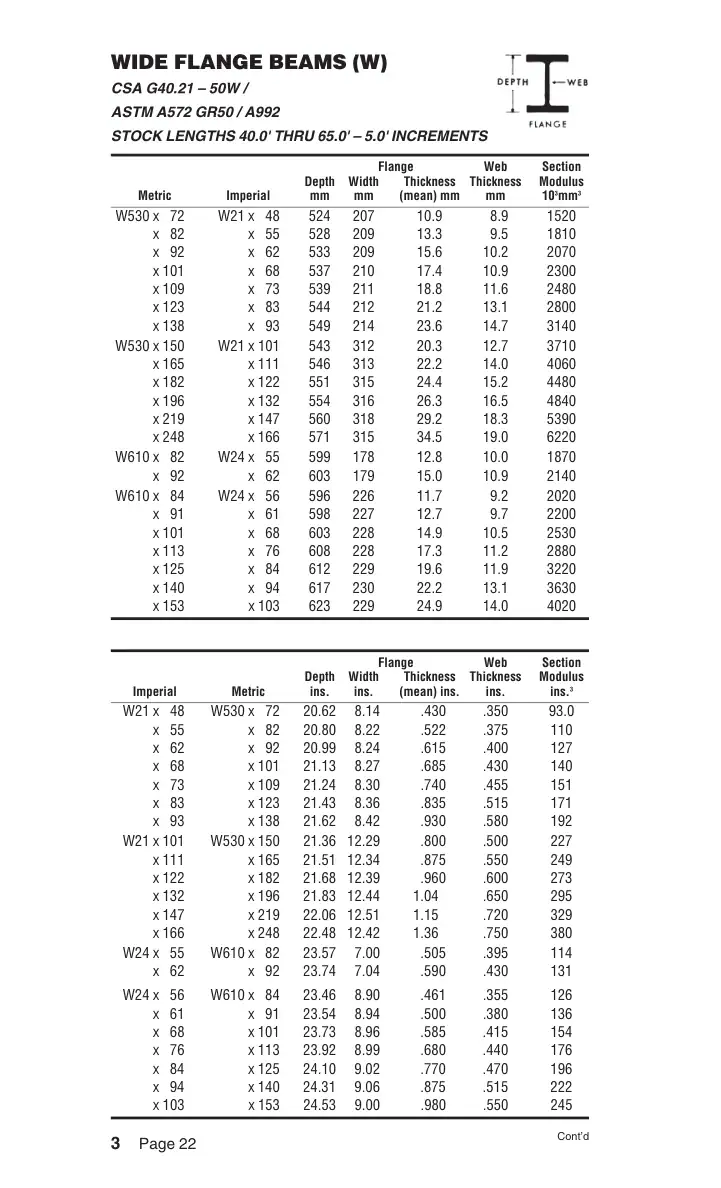 WIDE FLANGE BEAMS (W)
CSA G40.21 – 50W /
ASTM A572 GR50 / A992
STOCK LENGTHS 40.0' THRU 65.0' – 5.0' INCREMENTS
DEPTH WEB
FLANGE
Flange Web Section
Depth Width Thickness Thickness Modulus
Metric Imperial mm mm (mean) mm mm 10³mm³
W530 x 72 W21 x 48 524 207 10.9 8.9 1520
x 82 x 55 528 209 13.3 9.5 1810
x 92 x 62 533 209 15.6 10.2 2070
x 101 x 68 537 210 17.4 10.9 2300
x 109 x 73 539 211 18.8 11.6 2480
x 123 x 83 544 212 21.2 13.1 2800
x 138 x 93 549 214 23.6 14.7 3140
W530 x 150 W21 x 101 543 312 20.3 12.7 3710
x 165 x 111 546 313 22.2 14.0 4060
x 182 x 122 551 315 24.4 15.2 4480
x 196 x 132 554 316 26.3 16.5 4840
x 219 x 147 560 318 29.2 18.3 5390
x 248 x 166 571 315 34.5 19.0 6220
W610 x 82 W24 x 55 599 178 12.8 10.0 1870
x 92 x 62 603 179 15.0 10.9 2140
W610 x 84 W24 x 56 596 226 11.7 9.2 2020
x 91 x 61 598 227 12.7 9.7 2200
x 101 x 68 603 228 14.9 10.5 2530
x 113 x 76 608 228 17.3 11.2 2880
x 125 x 84 612 229 19.6 11.9 3220
x 140 x 94 617 230 22.2 13.1 3630
x 153 x 103 623 229 24.9 14.0 4020
Flange Web Section
Depth Width Thickness Thickness Modulus
Imperial Metric ins. ins. (mean) ins. ins. ins.³
W21 x 48 W530 x 72 20.62 8.14 .430 .350 93.0
x 55 x 82 20.80 8.22 .522 .375 110
x 62 x 92 20.99 8.24 .615 .400 127
x 68 x 101 21.13 8.27 .685 .430 140
x 73 x 109 21.24 8.30 .740 .455 151
x 83 x 123 21.43 8.36 .835 .515 171
x 93 x 138 21.62 8.42 .930 .580 192
W21 x 101 W530 x 150 21.36 12.29 .800 .500 227
x 111 x 165 21.51 12.34 .875 .550 249
x 122 x 182 21.68 12.39 .960 .600 273
x 132 x 196 21.83 12.44 1.04 .650 295
x 147 x 219 22.06 12.51 1.15 .720 329
x 166 x 248 22.48 12.42 1.36 .750 380
W24 x 55 W610 x 82 23.57 7.00 .505 .395 114
x 62 x 92 23.74 7.04 .590 .430 131
W24 x 56 W610 x 84 23.46 8.90 .461 .355 126
x 61 x 91 23.54 8.94 .500 .380 136
x 68 x 101 23.73 8.96 .585 .415 154
x 76 x 113 23.92 8.99 .680 .440 176
x 84 x 125 24.10 9.02 .770 .470 196
x 94 x 140 24.31 9.06 .875 .515 222
x 103 x 153 24.53 9.00 .980 .550 245
3 Page 22
Cont'd